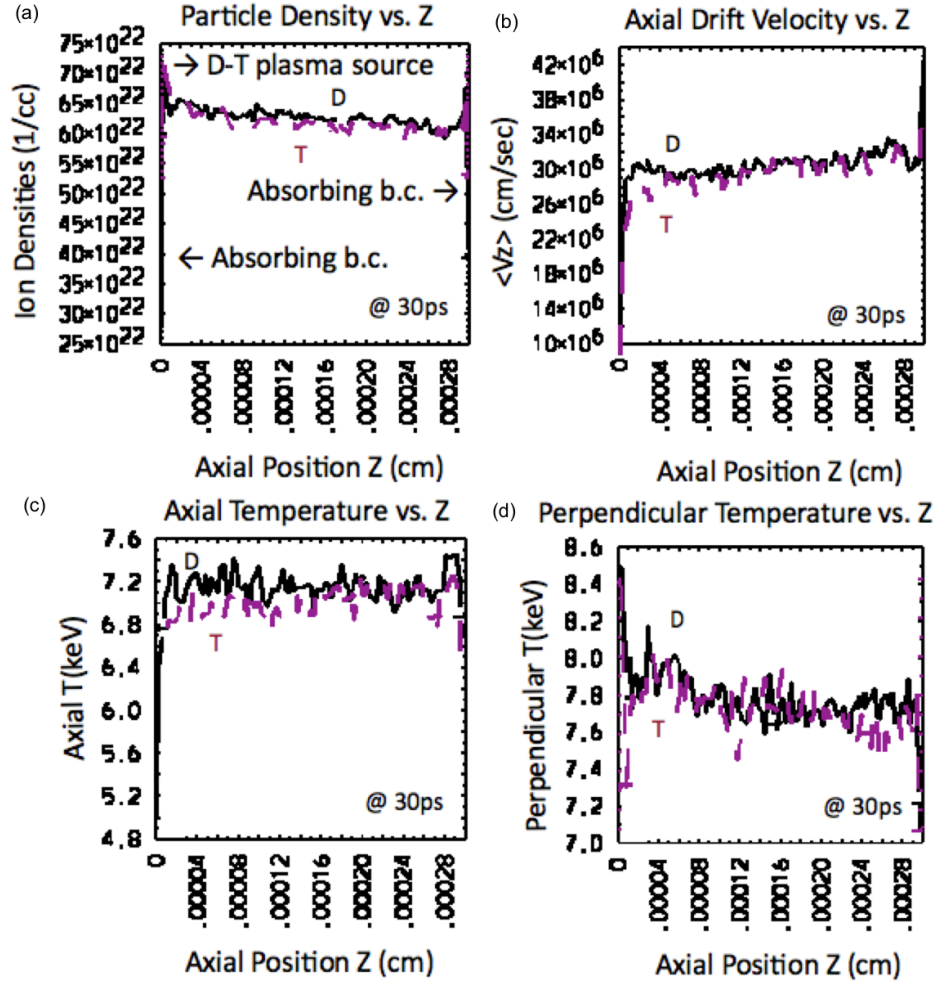 (a)
Particle Density vs. Z
Ion Densities (1/cc)
75×10²²
70×10²²
65×10²²
60×10²²
55×10²²
50×10²²
45×10²²
40×10²²
35×10²²
30×10²²
25×10²²
→ D-T plasma source
D
T
Absorbing b.c. →
← Absorbing b.c.
@ 30ps
0
.00004
.00008
.00012
.00016
.00020
.00024
.00028
Axial Position Z (cm)
(b)
Axial Drift Velocity vs. Z
<Vz> (cm/sec)
42×10⁶
38×10⁶
34×10⁶
30×10⁶
26×10⁶
22×10⁶
18×10⁶
14×10⁶
10×10⁶
D
T
@ 30ps
0
.00004
.00008
.00012
.00016
.00020
.00024
.00028
Axial Position Z (cm)
(c)
Axial Temperature vs. Z
Axial T(keV)
7.6
7.2
6.8
6.4
6.0
5.6
5.2
4.8
D
T
@ 30ps
0
.00004
.00008
.00012
.00016
.00020
.00024
.00028
Axial Position Z (cm)
(d)
Perpendicular Temperature vs. Z
Perpendicular T(keV)
8.6
8.4
8.2
8.0
7.8
7.6
7.4
7.2
7.0
D
T
@ 30ps
0
.00004
.00008
.00012
.00016
.00020
.00024
.00028
Axial Position Z (cm)